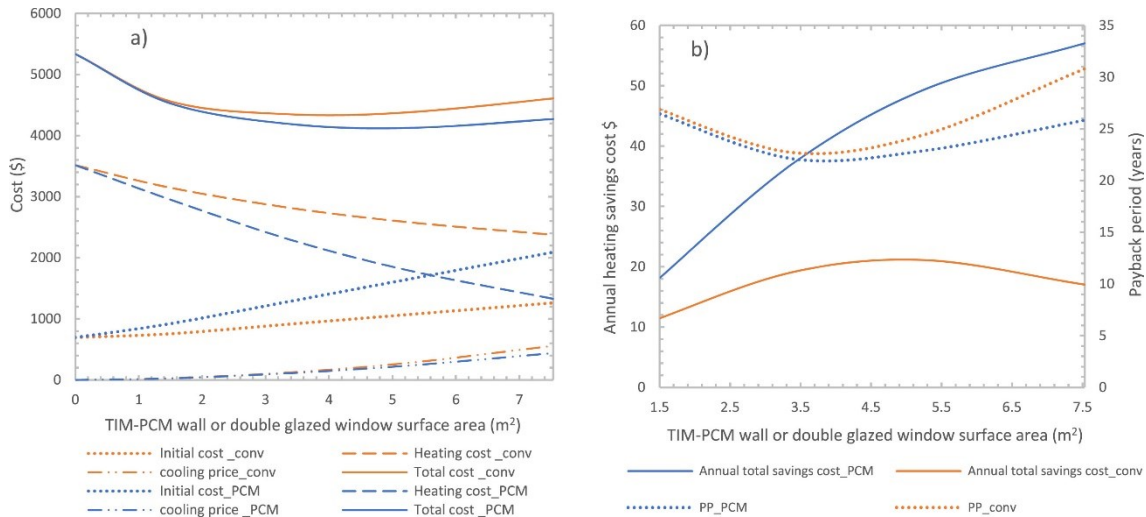 a)
6000
5000
4000
3000
2000
1000
0
Cost ($)
0 1 2 3 4 5 6 7
TIM-PCM wall or double glazed window surface area (m²)
Initial cost _conv Heating cost _conv
cooling price_conv Total cost _conv
Initial cost_PCM Heating cost_PCM
cooling price _PCM Total cost _PCM
b)
60
50
40
30
20
10
0
Annual heating savings cost $
35
30
25
20
15
10
5
0
Payback period (years)
1.5 2.5 3.5 4.5 5.5 6.5 7.5
TIM-PCM wall or double glazed window surface area (m²)
Annual total savings cost_PCM Annual total savings cost_conv
PP_PCM PP_conv